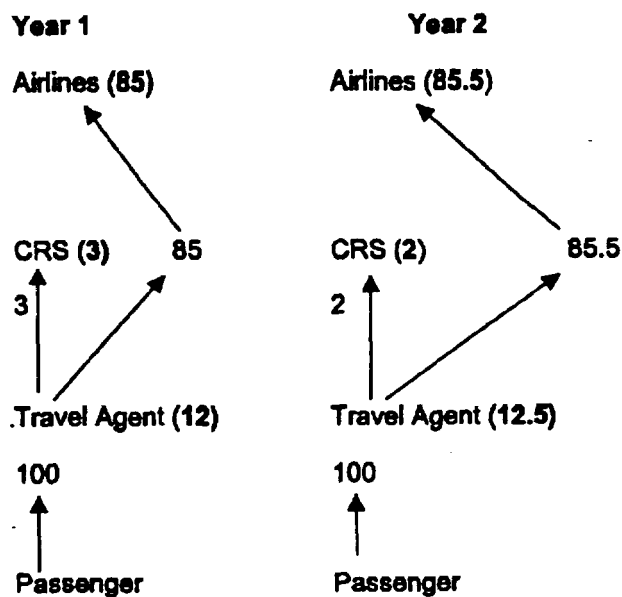 Year 1 Year 2
Airlines (85) Airlines (85.5)
CRS (3) 85 CRS (2) 85.5
3 2
.Travel Agent (12) Travel Agent (12.5)
100 100
Passenger Passenger